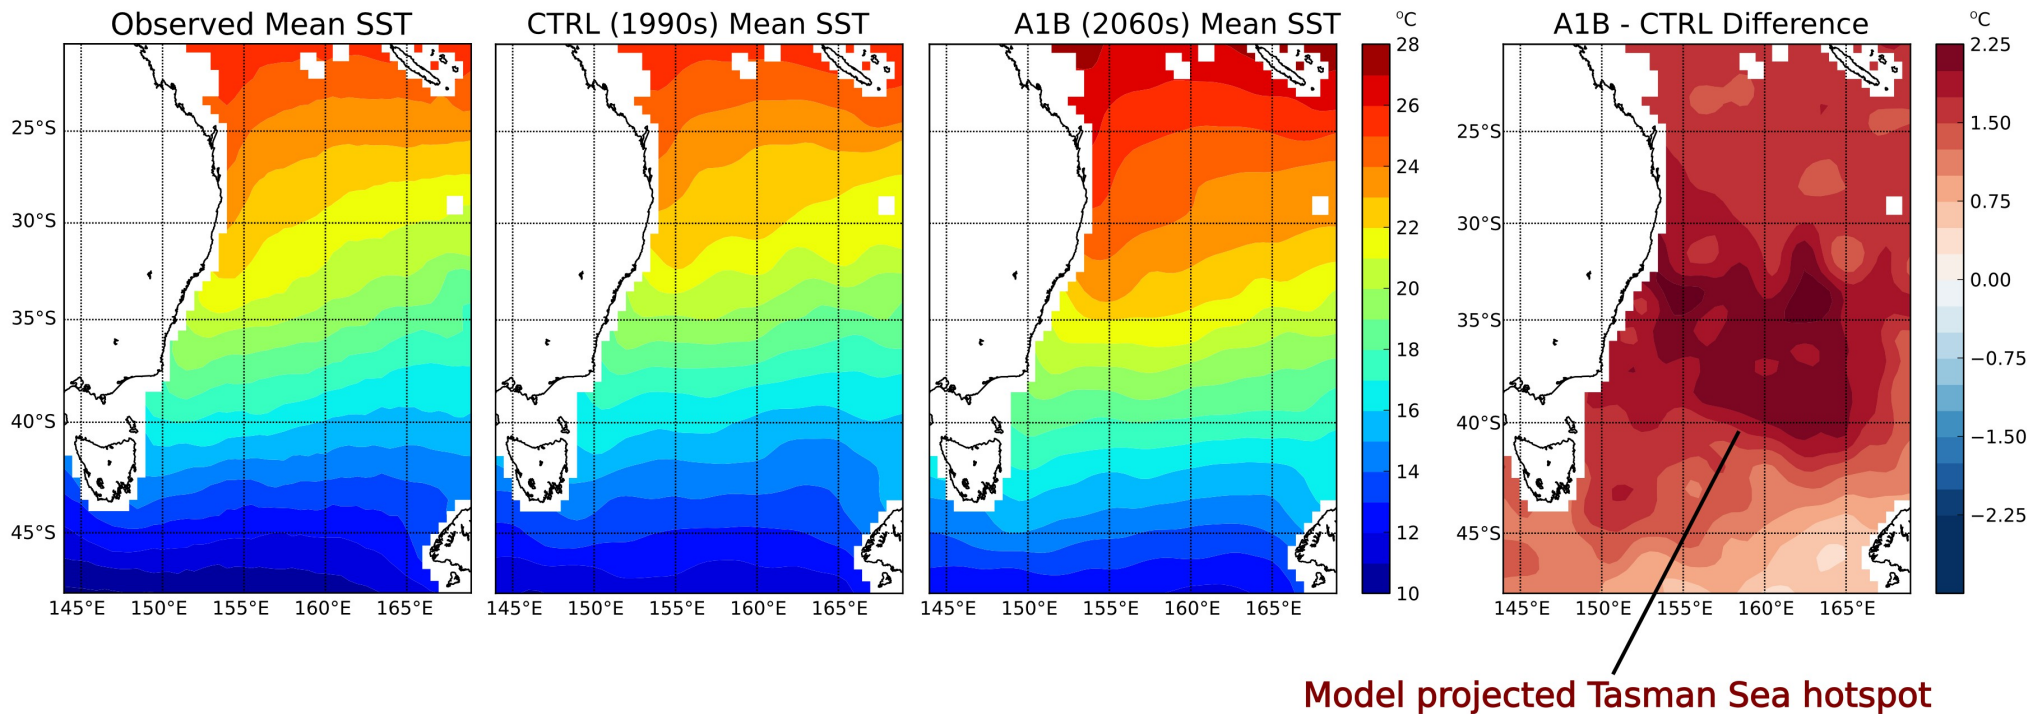 Observed Mean SST
CTRL (1990s) Mean SST
A1B (2060s) Mean SST
°C
A1B - CTRL Difference
°C
25°S
30°S
35°S
40°S
45°S
145°E 150°E 155°E 160°E 165°E
145°E 150°E 155°E 160°E 165°E
145°E 150°E 155°E 160°E 165°E
28
26
24
22
20
18
16
14
12
10
25°S
30°S
35°S
40°S
45°S
145°E 150°E 155°E 160°E 165°E
2.25
1.50
0.75
0.00
−0.75
−1.50
−2.25
Model projected Tasman Sea hotspot